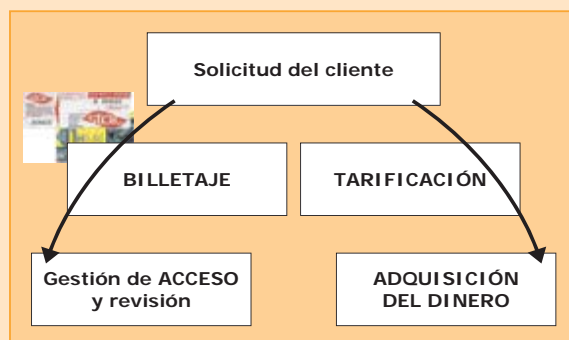 Solicitud del cliente
BILLETAJE
TARIFICACIÓN
Gestión de ACCESO
y revisión
ADQUISICIÓN
DEL DINERO